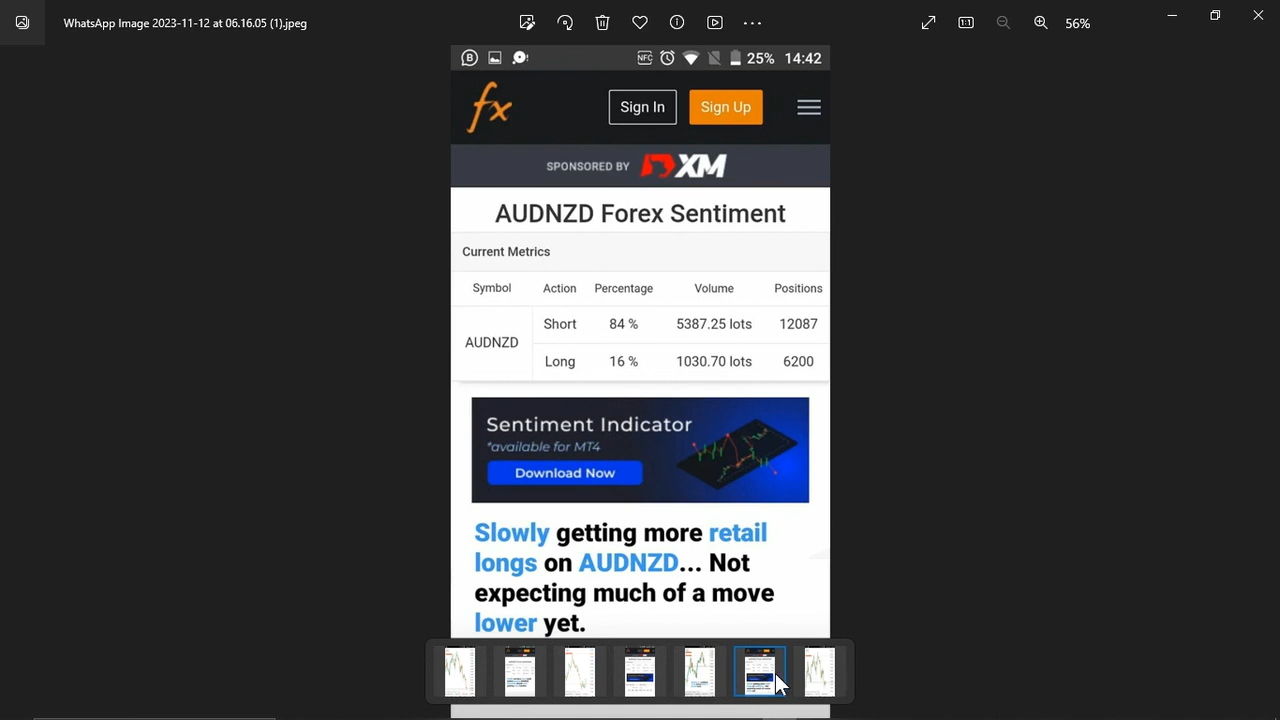 WhatsApp Image 2023-11-12 at 06.16.05 (1).jpeg
56%
B
NFC
25%
14:42
fx
Sign In
Sign Up
SPONSORED BY XM
AUDNZD Forex Sentiment
Current Metrics
Symbol Action Percentage Volume Positions
AUDNZD
Short 84 % 5387.25 lots 12087
Long 16 % 1030.70 lots 6200
Sentiment Indicator
*available for MT4
Download Now
Slowly getting more retail
longs on AUDNZD... Not
expecting much of a move
lower yet.